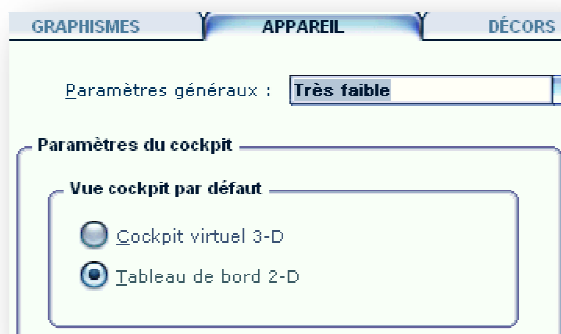 GRAPHISMES APPAREIL DÉCORS
Paramètres généraux : Très faible
Paramètres du cockpit
Vue cockpit par défaut
Cockpit virtuel 3-D
Tableau de bord 2-D